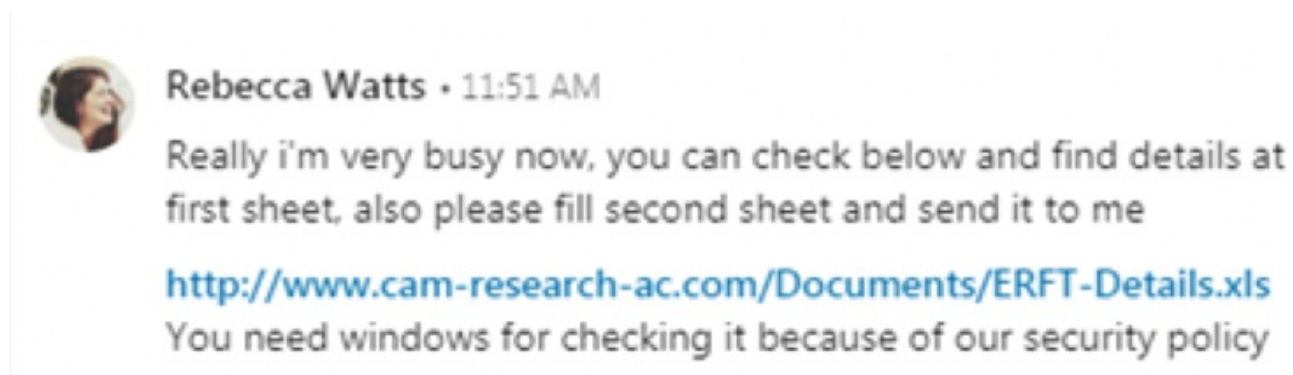 Rebecca Watts • 11:51 AM
Really i'm very busy now, you can check below and find details at
first sheet, also please fill second sheet and send it to me
http://www.cam-research-ac.com/Documents/ERFT-Details.xls
You need windows for checking it because of our security policy